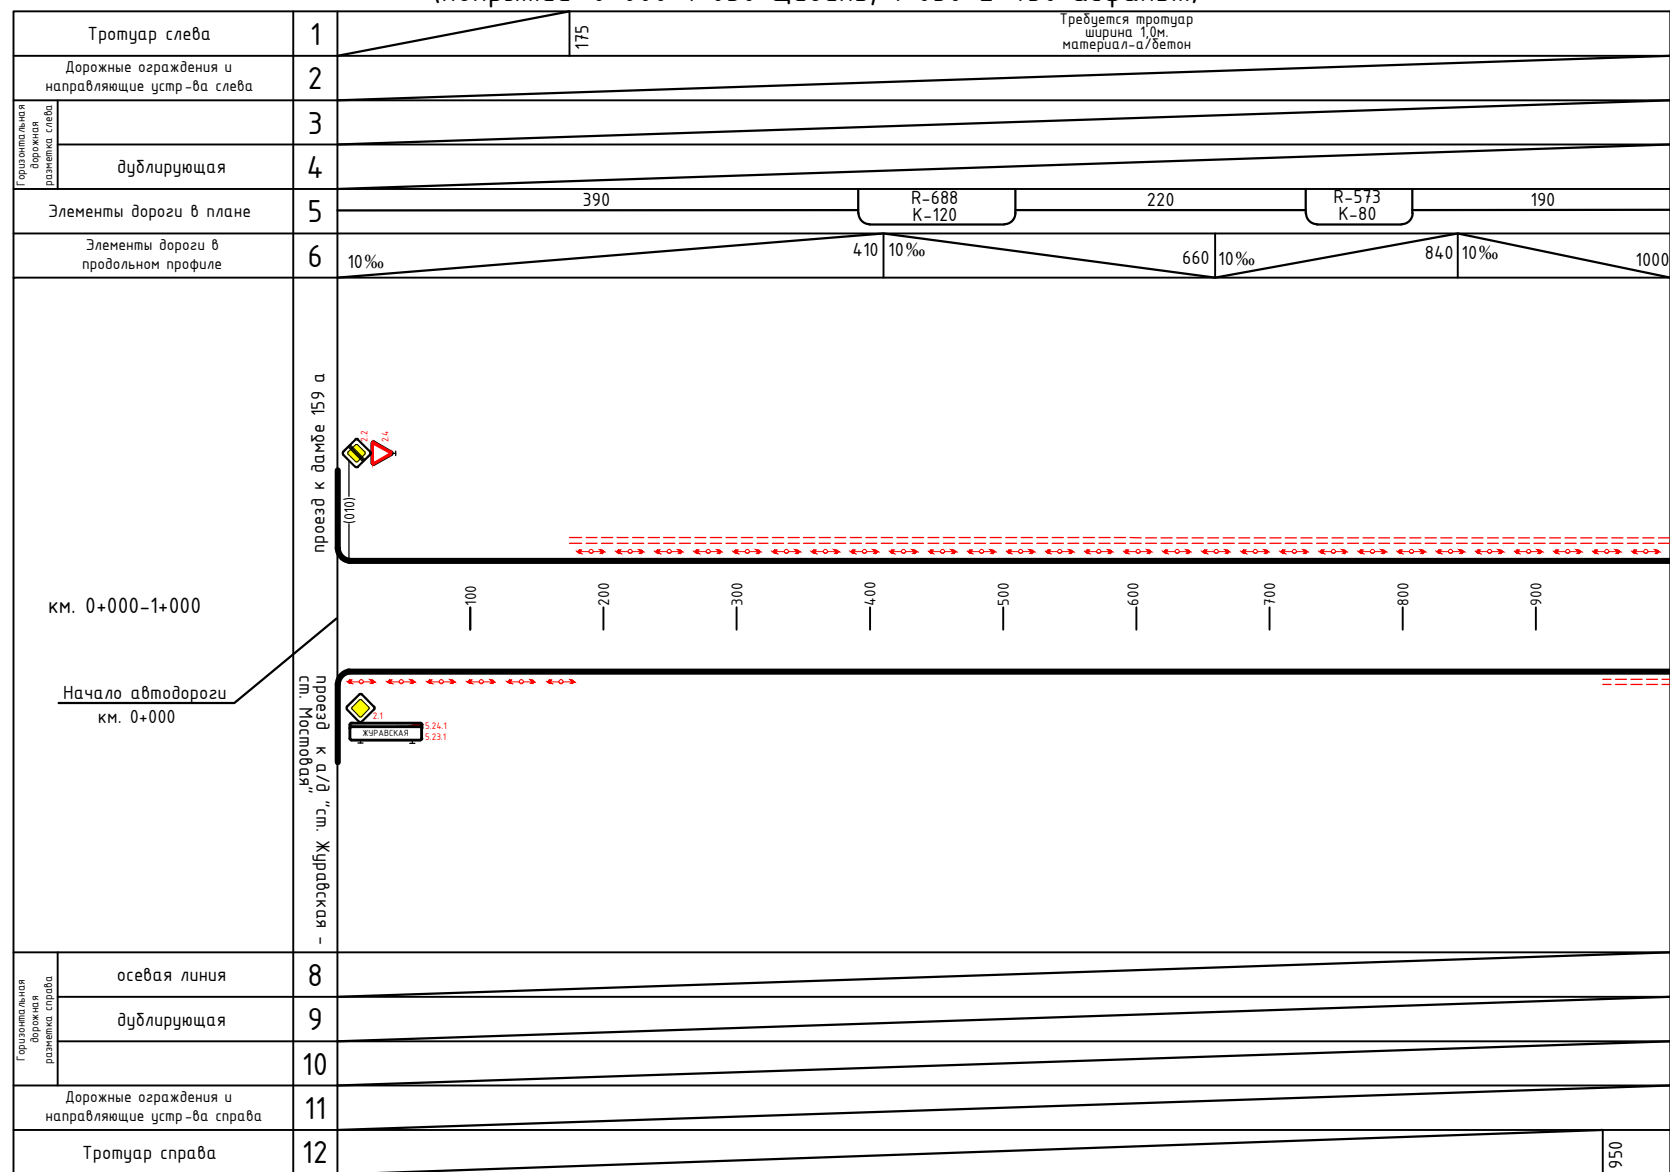 Тротуар слева
1
175
Требуется тротуар
ширина 1,0м.
материал-а/бетон
Дорожные ограждения и
направляющие устр-ва слева
2
Горизонтальная
дорожная
разметка слева
3
дублирующая
4
Элементы дороги в плане
5
390
R-688
К-120
220
R-573
К-80
190
Элементы дороги в
продольном профиле
6
10‰
410
10‰
660
10‰
840
10‰
1000
проезд к дамбе 159 а
2.2
2.4
(010)
км. 0+000-1+000
100
200
300
400
500
600
700
800
900
Начало автодороги
км. 0+000
проезд к а/д "ст. Журавская -
ст. Мостовая"
2.1
ЖУРАВСКАЯ
5.24.1
5.23.1
Горизонтальная
дорожная
разметка справа
осевая линия
8
дублирующая
9
10
Дорожные ограждения и
направляющие устр-ва справа
11
Тротуар справа
12
950